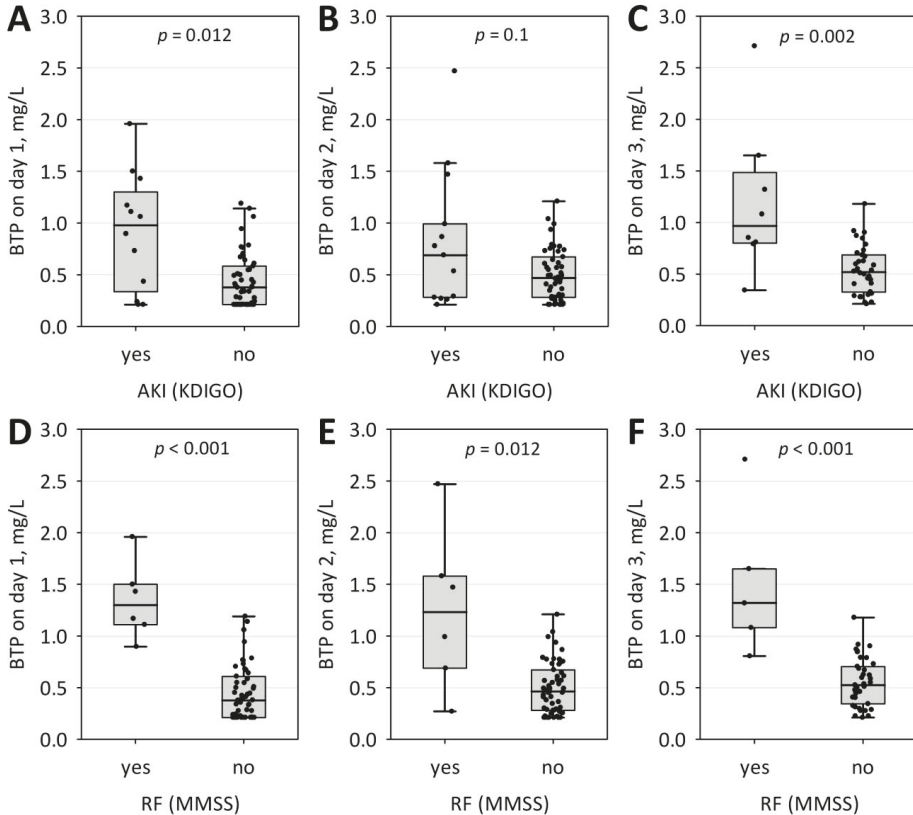 A
p = 0.012
BTP on day 1, mg/L
3.0
2.5
2.0
1.5
1.0
0.5
0.0
yes
no
AKI (KDIGO)
B
p = 0.1
BTP on day 2, mg/L
3.0
2.5
2.0
1.5
1.0
0.5
0.0
yes
no
AKI (KDIGO)
C
p = 0.002
BTP on day 3, mg/L
3.0
2.5
2.0
1.5
1.0
0.5
0.0
yes
no
AKI (KDIGO)
D
p < 0.001
BTP on day 1, mg/L
3.0
2.5
2.0
1.5
1.0
0.5
0.0
yes
no
RF (MMSS)
E
p = 0.012
BTP on day 2, mg/L
3.0
2.5
2.0
1.5
1.0
0.5
0.0
yes
no
RF (MMSS)
F
p < 0.001
BTP on day 3, mg/L
3.0
2.5
2.0
1.5
1.0
0.5
0.0
yes
no
RF (MMSS)